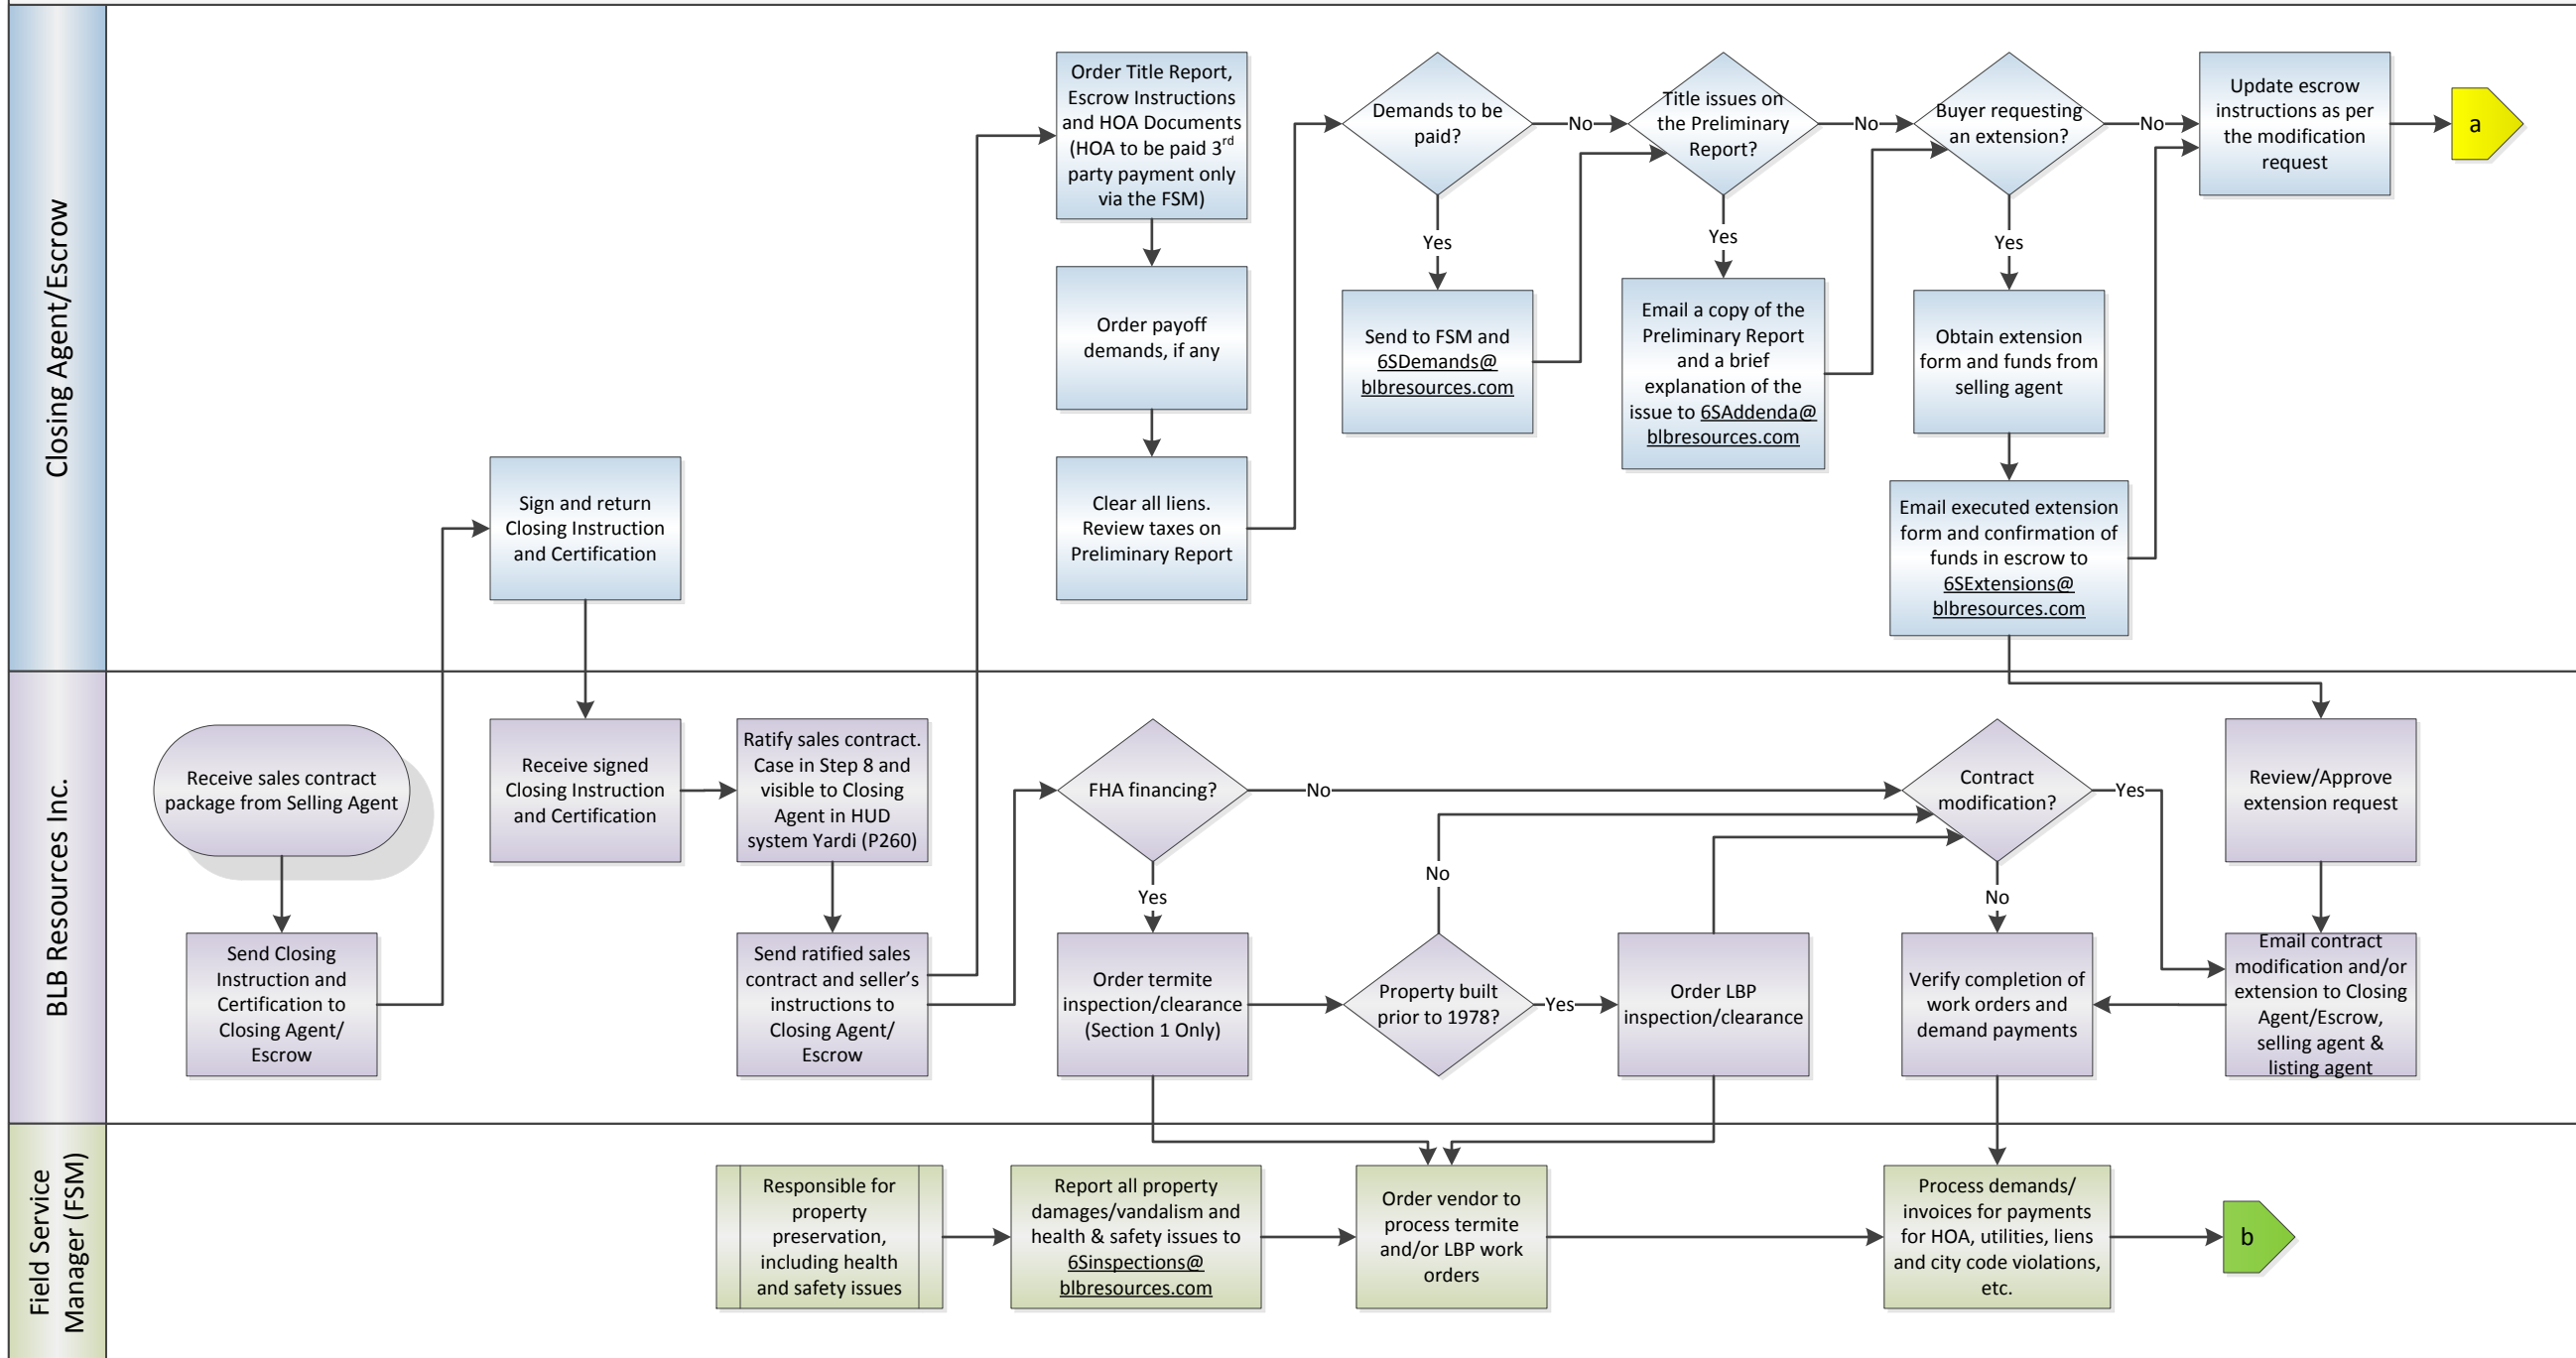 Closing Agent/Escrow
Order Title Report,
Escrow Instructions
and HOA Documents
(HOA to be paid 3rd
party payment only
via the FSM)
Order payoff
demands, if any
Clear all liens.
Review taxes on
Preliminary Report
Sign and return
Closing Instruction
and Certification
Demands to be
paid?
No
Yes
Send to FSM and
6SDemands@
blbresources.com
Title issues on
the Preliminary
Report?
No
Yes
Email a copy of the
Preliminary Report
and a brief
explanation of the
issue to 6SAddenda@
blbresources.com
Buyer requesting
an extension?
No
Yes
Obtain extension
form and funds from
selling agent
Email executed extension
form and confirmation of
funds in escrow to
6SExtensions@
blbresources.com
Update escrow
instructions as per
the modification
request
a
BLB Resources Inc.
Receive sales contract
package from Selling Agent
Send Closing
Instruction and
Certification to
Closing Agent/
Escrow
Receive signed
Closing Instruction
and Certification
Ratify sales contract.
Case in Step 8 and
visible to Closing
Agent in HUD
system Yardi (P260)
Send ratified sales
contract and seller’s
instructions to
Closing Agent/
Escrow
FHA financing?
No
Yes
Order termite
inspection/clearance
(Section 1 Only)
Property built
prior to 1978?
No
Yes
Order LBP
inspection/clearance
Contract
modification?
Yes
No
Verify completion of
work orders and
demand payments
Review/Approve
extension request
Email contract
modification and/or
extension to Closing
Agent/Escrow,
selling agent &
listing agent
Field Service
Manager (FSM)
Responsible for
property
preservation,
including health
and safety issues
Report all property
damages/vandalism and
health & safety issues to
6Sinspections@
blbresources.com
Order vendor to
process termite
and/or LBP work
orders
Process demands/
invoices for payments
for HOA, utilities, liens
and city code violations,
etc.
b